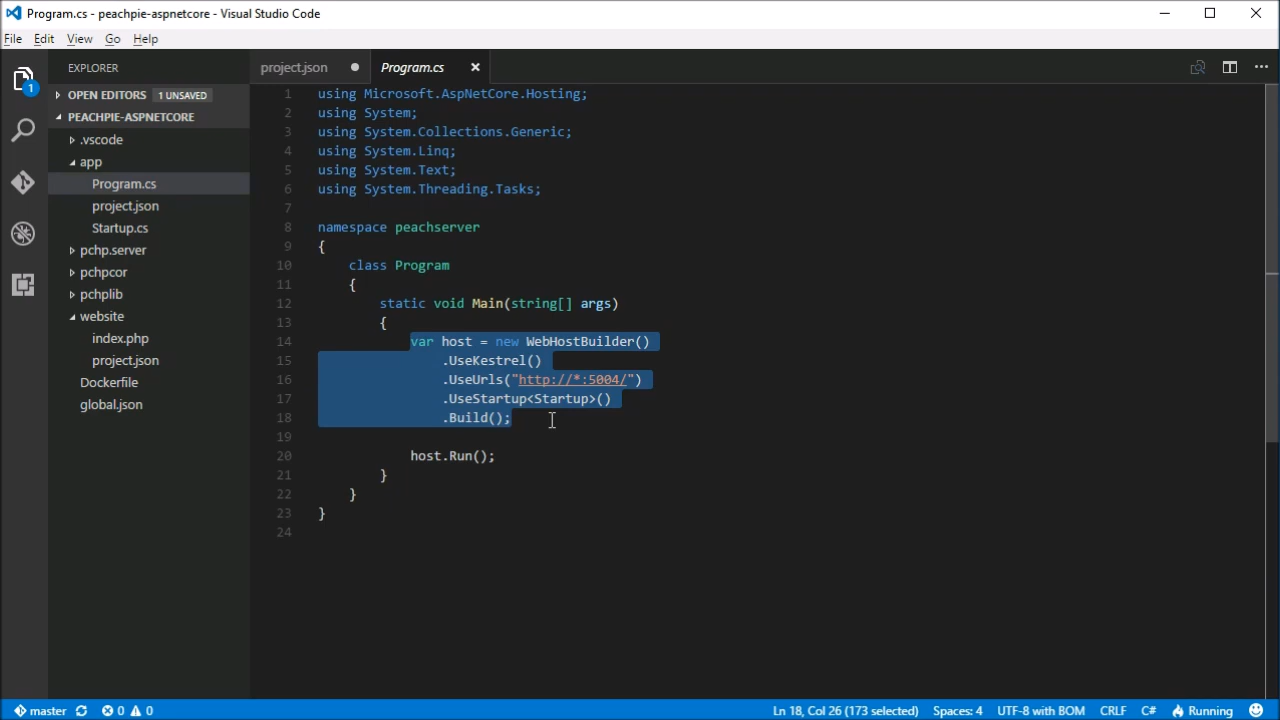 Program.cs - peachpie-aspnetcore - Visual Studio Code
File Edit View Go Help
EXPLORER
project.json
Program.cs
OPEN EDITORS 1 UNSAVED
PEACHPIE-ASPNETCORE
.vscode
app
Program.cs
project.json
Startup.cs
pchp.server
pchpcor
pchplib
website
index.php
project.json
Dockerfile
global.json
1
1 using Microsoft.AspNetCore.Hosting;
2 using System;
3 using System.Collections.Generic;
4 using System.Linq;
5 using System.Text;
6 using System.Threading.Tasks;
7
8 namespace peachserver
9 {
10 class Program
11 {
12 static void Main(string[] args)
13 {
14 var host = new WebHostBuilder()
15 .UseKestrel()
16 .UseUrls("http://*:5004/")
17 .UseStartup<Startup>()
18 .Build();
19
20 host.Run();
21 }
22 }
23 }
24
master 0 0 Ln 18, Col 26 (173 selected) Spaces: 4 UTF-8 with BOM CRLF C# Running